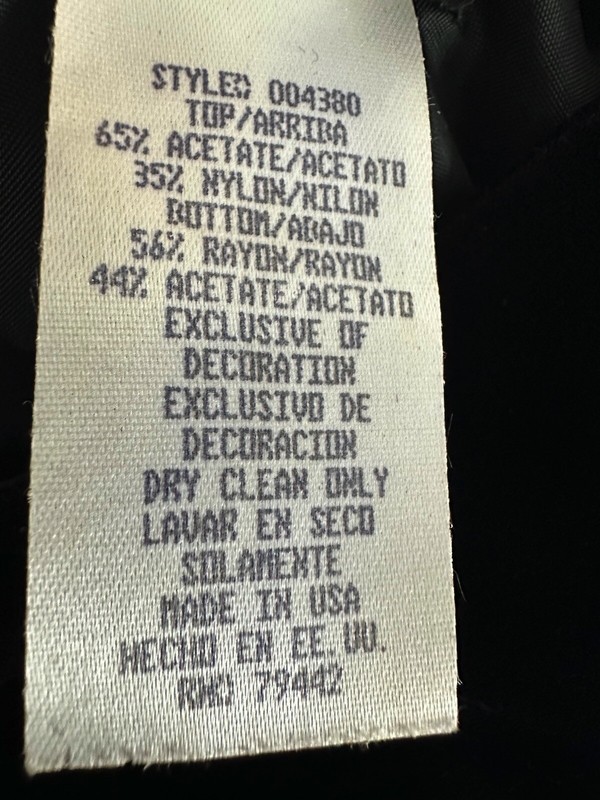 STYLE: 004380
TOP/ARRIBA
65% ACETATE/ACETATO
35% NYLON/NILON
BOTTOM/ABAJO
56% RAYON/RAYON
44% ACETATE/ACETATO
EXCLUSIVE OF
DECORATION
EXCLUSIVO DE
DECORACION
DRY CLEAN ONLY
LAVAR EN SECO
SOLAMENTE
MADE IN USA
HECHO EN EE.UU.
RN: 79442